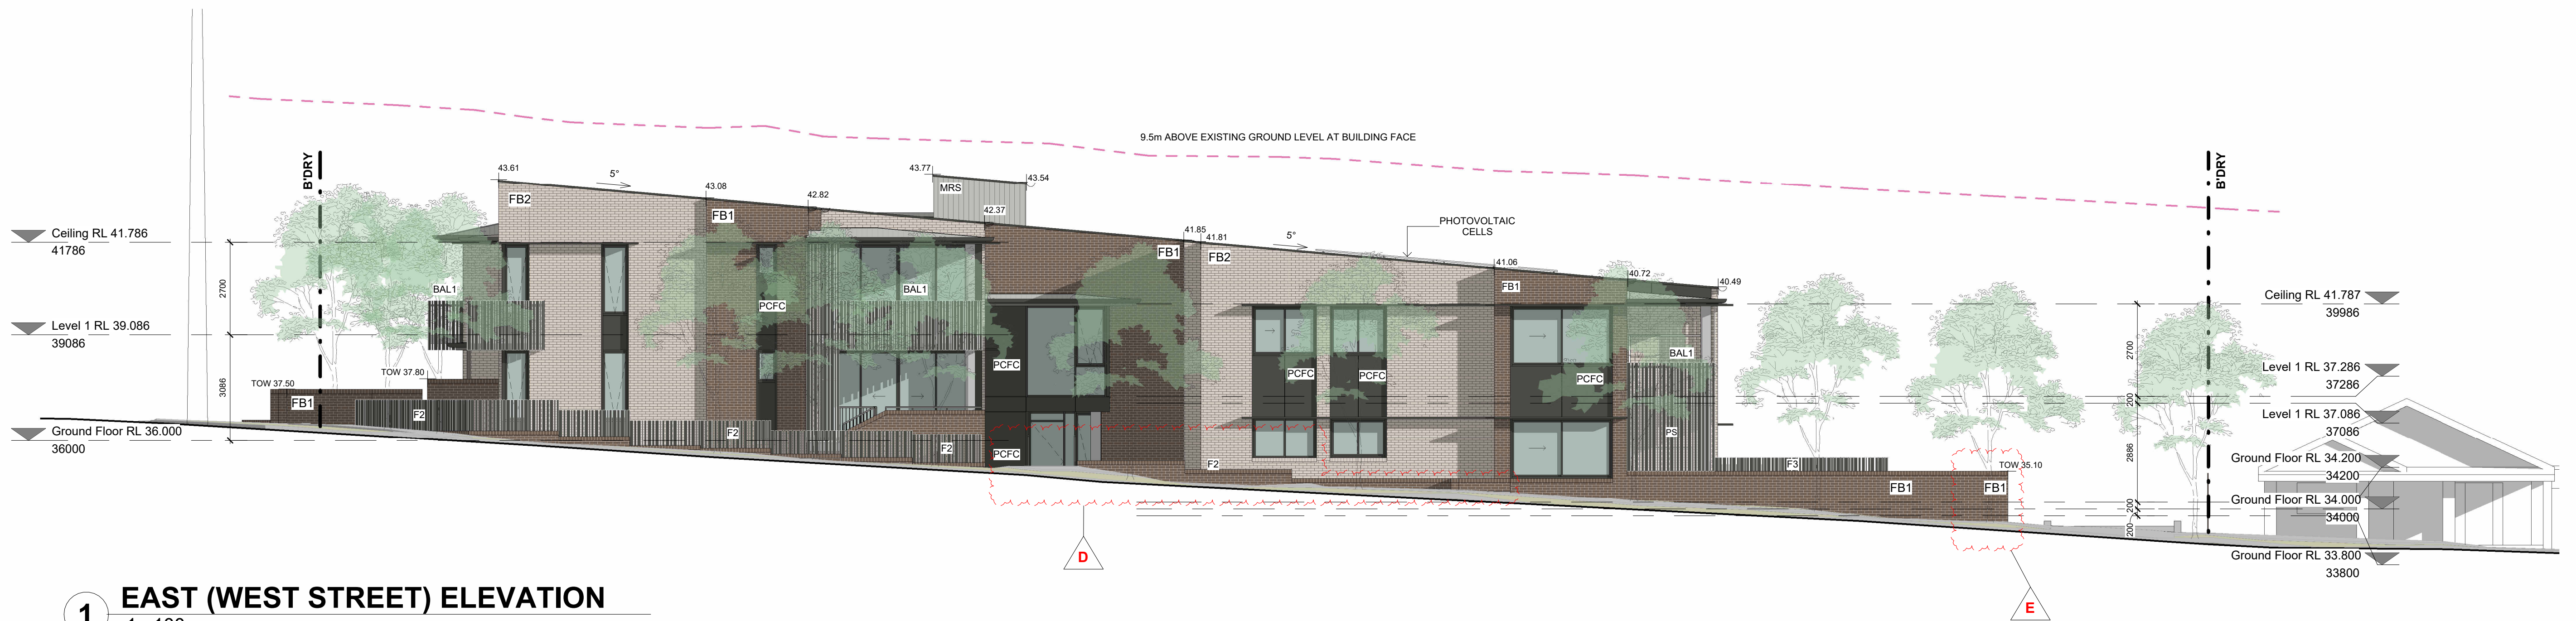 9.5m ABOVE EXISTING GROUND LEVEL AT BUILDING FACE
B'DRY
B'DRY
43.61
5°
43.08
42.82
43.77
43.54
MRS
42.37
FB2
FB1
PHOTOVOLTAIC
CELLS
41.85
41.81
5°
FB1
FB2
41.06
FB1
40.72
40.49
Ceiling RL 41.786
41786
2700
Level 1 RL 39.086
39086
3086
Ground Floor RL 36.000
36000
BAL1
PCFC
BAL1
TOW 37.50
TOW 37.80
FB1
F2
F2
F2
PCFC
PCFC
F2
PCFC
PCFC
PCFC
BAL1
PS
F3
TOW 35.10
FB1
FB1
Ceiling RL 41.787
39986
2700
Level 1 RL 37.286
37286
200
Level 1 RL 37.086
37086
2886
Ground Floor RL 34.200
34200
200
Ground Floor RL 34.000
34000
200
Ground Floor RL 33.800
33800
D
E
1
EAST (WEST STREET) ELEVATION